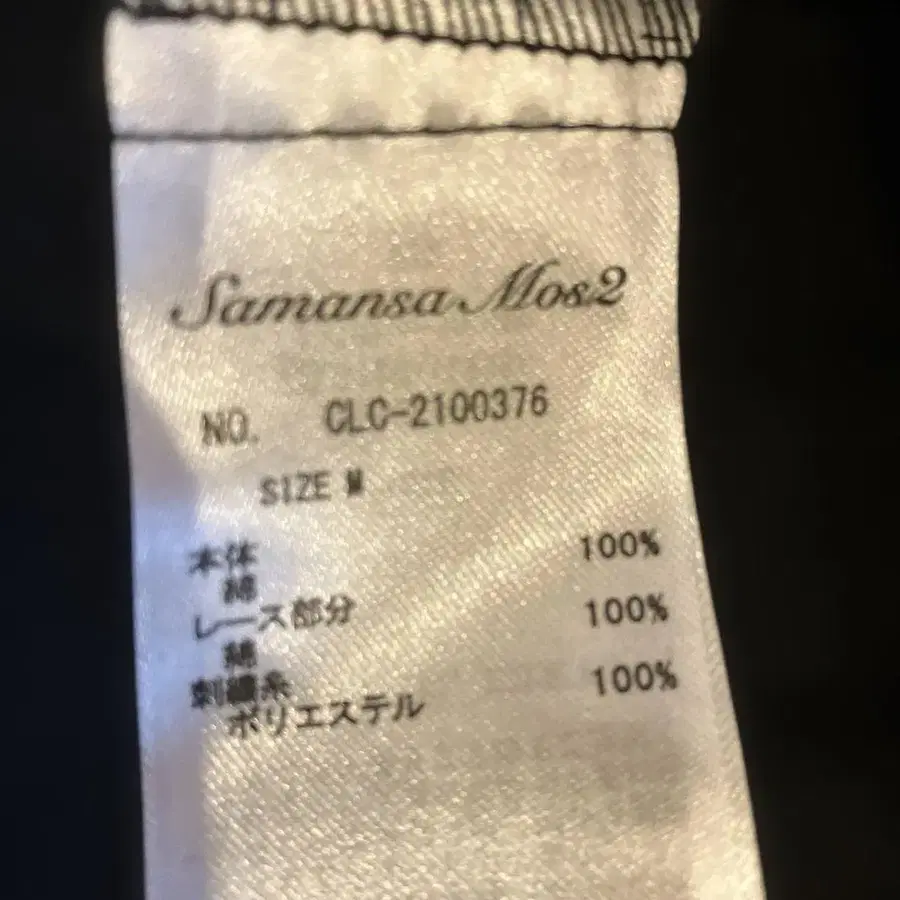 Samansa Mos2
NO. CLC-2100376
SIZE M
本体
綿 100%
レース部分
綿 100%
刺繍糸
ポリエステル 100%